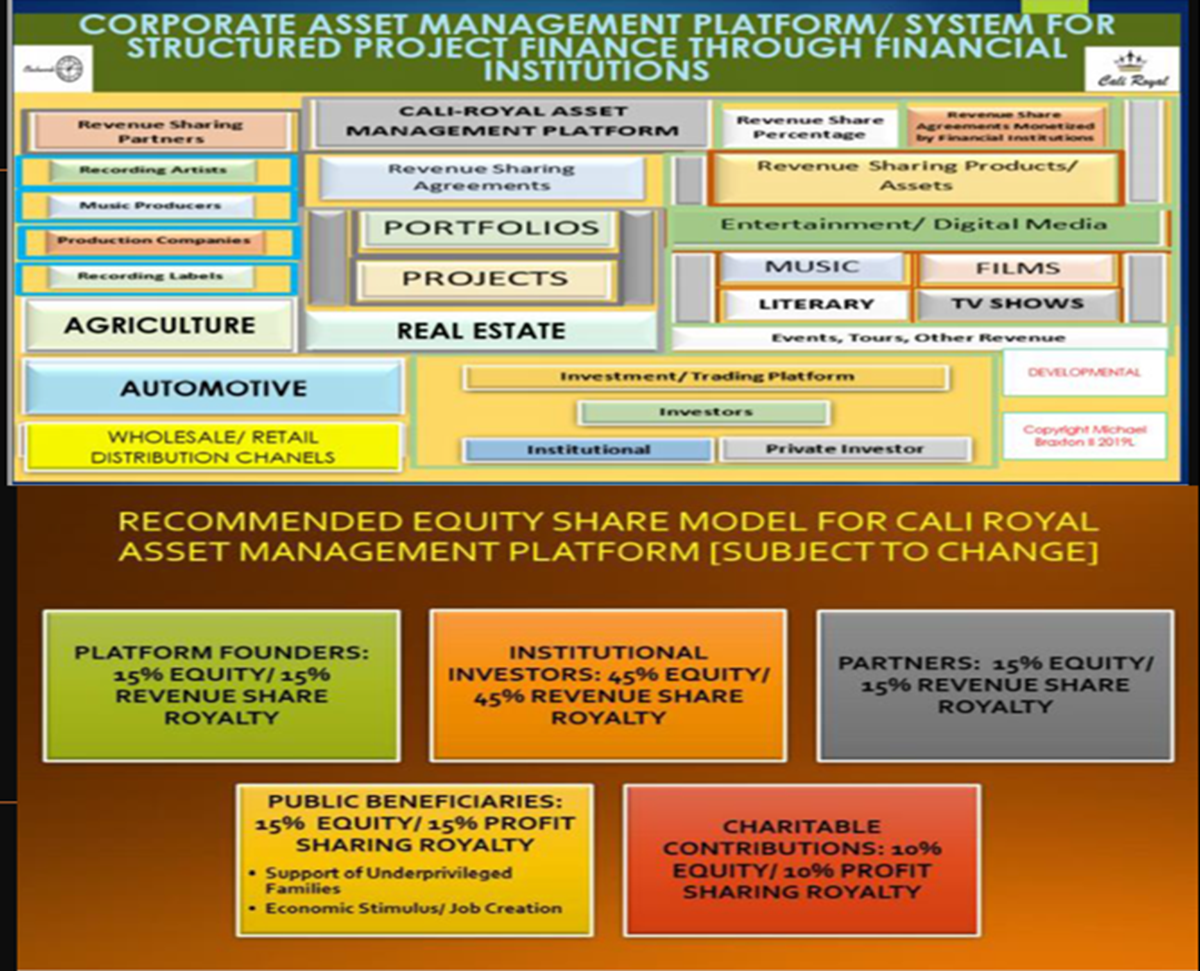 CORPORATE ASSET MANAGEMENT PLATFORM/ SYSTEM FOR
STRUCTURED PROJECT FINANCE THROUGH FINANCIAL
INSTITUTIONS
Cali Royal
Revenue Sharing
Partners
Recording Artists
Music Producers
Production Companies
Recording Labels
AGRICULTURE
CALI-ROYAL ASSET
MANAGEMENT PLATFORM
Revenue Sharing
Agreements
PORTFOLIOS
PROJECTS
REAL ESTATE
Revenue Share
Percentage
Revenue Share
Agreements Monetized
by Financial Institutions
Revenue Sharing Products/
Assets
Entertainment/ Digital Media
MUSIC
FILMS
LITERARY
TV SHOWS
Events, Tours, Other Revenue
AUTOMOTIVE
WHOLESALE/ RETAIL
DISTRIBUTION CHANELS
Investment/Trading Platform
Investors
Institutional
Private Investor
DEVELOPMENTAL
Copyright Michael
Braxton II 2019L
RECOMMENDED EQUITY SHARE MODEL FOR CALI ROYAL
ASSET MANAGEMENT PLATFORM [SUBJECT TO CHANGE]
PLATFORM FOUNDERS:
15% EQUITY/ 15%
REVENUE SHARE
ROYALTY
INSTITUTIONAL
INVESTORS: 45% EQUITY/
45% REVENUE SHARE
ROYALTY
PARTNERS: 15% EQUITY/
15% REVENUE SHARE
ROYALTY
PUBLIC BENEFICIARIES:
15% EQUITY/ 15% PROFIT
SHARING ROYALTY
• Support of Underprivileged
Families
• Economic Stimulus/ Job Creation
CHARITABLE
CONTRIBUTIONS: 10%
EQUITY/ 10% PROFIT
SHARING ROYALTY